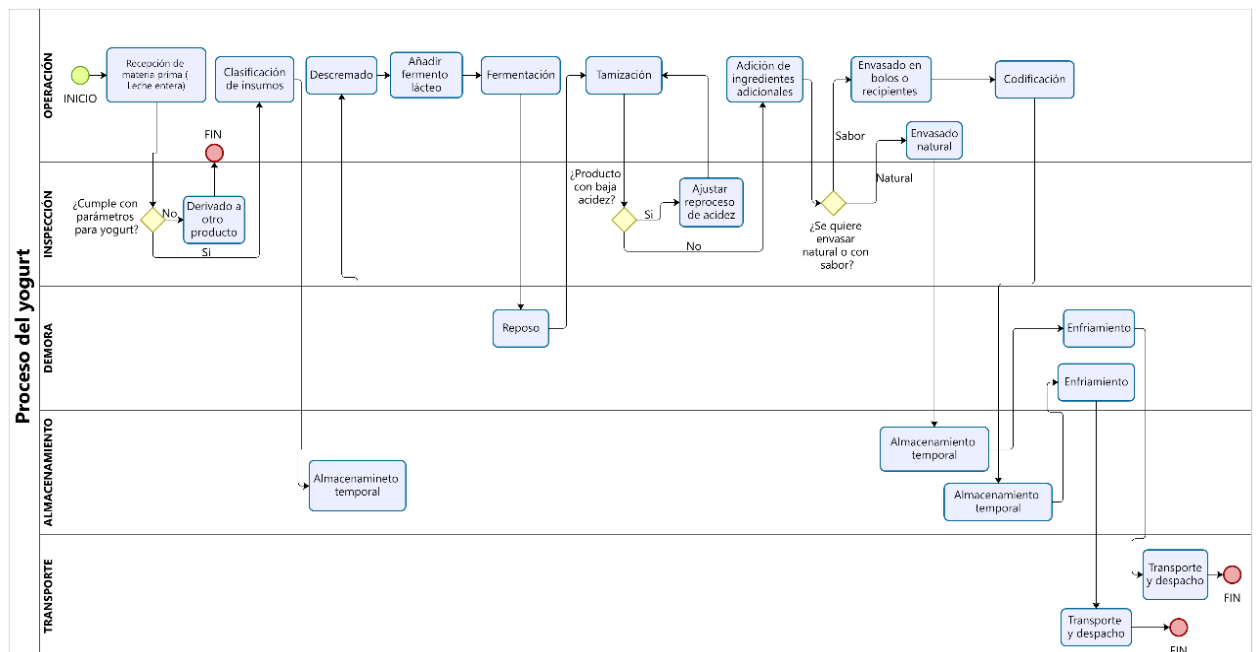 Proceso del yogurt
OPERACIÓN
INICIO
Recepción de
materia prima (
Leche entera)
Clasificación
de insumos
Descremado
Añadir
fermento
lácteo
Fermentación
Tamización
Adición de
ingredientes
adicionales
Envasado en
bolos o
recipientes
Codificación
FIN
Sabor
Envasado
natural
INSPECCIÓN
¿Cumple con
parámetros
para yogurt?
No
Derivado a
otro
producto
Si
¿Producto
con baja
acidez?
Si
Ajustar
reproceso
de acidez
No
Natural
¿Se quiere
envasar
natural o con
sabor?
DEMORA
Reposo
Enfriamiento
Enfriamiento
ALMACENAMIENTO
Almacenamineto
temporal
Almacenamiento
temporal
Almacenamiento
temporal
TRANSPORTE
Transporte
y despacho
FIN
Transporte
y despacho
FIN